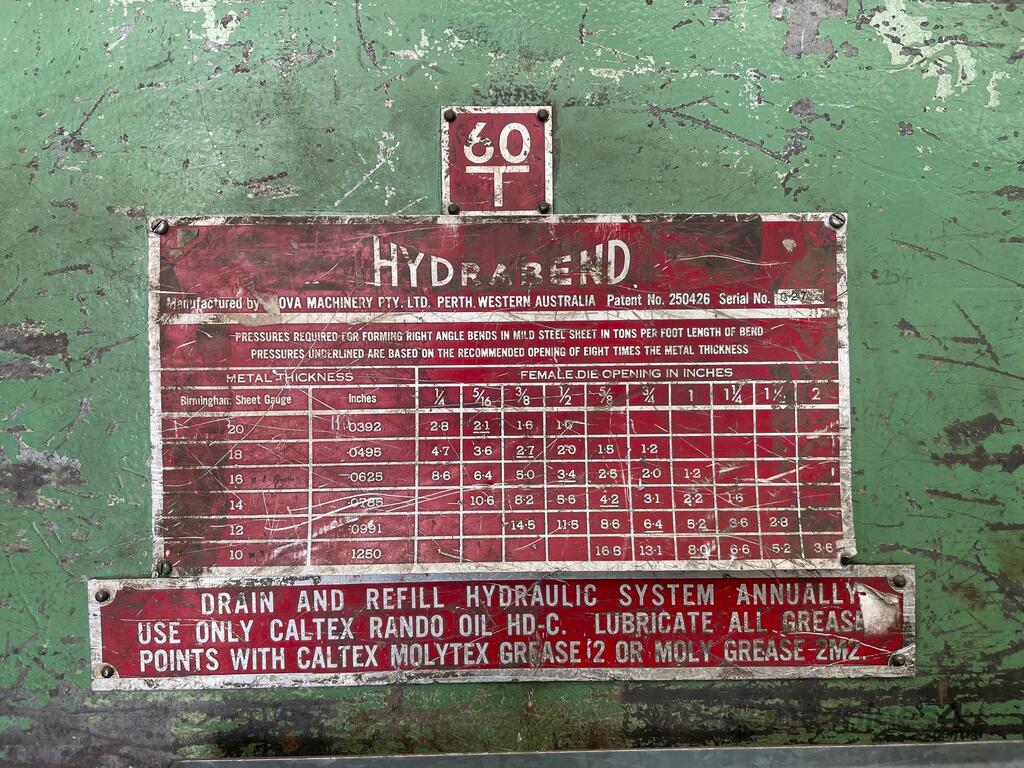 60
T
HYDRABEND
Manufactured by OVA MACHINERY PTY. LTD. PERTH. WESTERN AUSTRALIA Patent No. 250426 Serial No.
PRESSURES REQUIRED FOR FORMING RIGHT ANGLE BENDS IN MILD STEEL SHEET IN TONS PER FOOT LENGTH OF BEND
PRESSURES UNDERLINED ARE BASED ON THE RECOMMENDED OPENING OF EIGHT TIMES THE METAL THICKNESS
METAL THICKNESS FEMALE DIE OPENING IN INCHES
Birmingham Sheet Gauge Inches 1/4 5/16 3/8 1/2 5/8 3/4 1 1 1/4 1 1/2 2
20 ·0392 2·8 2·1 1·6 1·0
18 ·0495 4·7 3·6 2·7 2·0 1·5 1·2
16 ·0625 8·6 6·4 5·0 3·4 2·5 2·0 1·2
14 ·0785 10·6 8·2 5·6 4·2 3·1 2·2 1·6
12 ·0991 14·5 11·5 8·6 6·4 5·2 3·6 2·8
10 ·1250 16·8 13·1 8·0 6·6 5·2 3·6
DRAIN AND REFILL HYDRAULIC SYSTEM ANNUALLY
USE ONLY CALTEX RANDO OIL HD-C. LUBRICATE ALL GREASE
POINTS WITH CALTEX MOLYTEX GREASE 2 OR MOLY GREASE-2MZ.